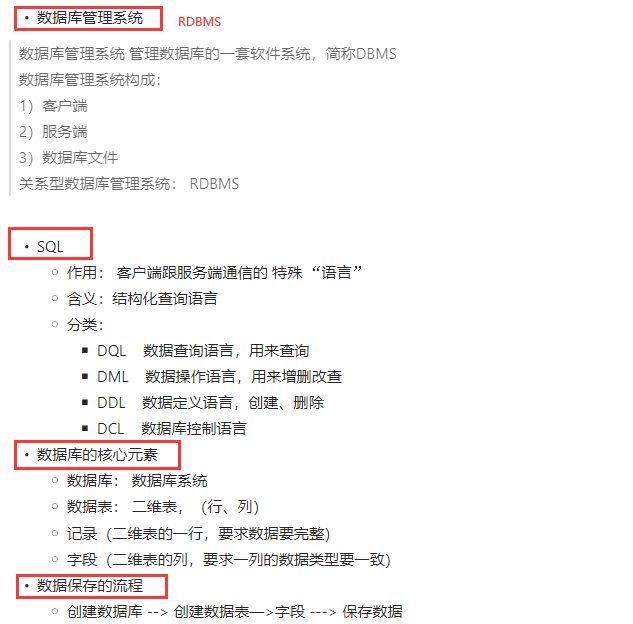 • 数据库管理系统 RDBMS
数据库管理系统 管理数据库的一套软件系统，简称DBMS
数据库管理系统构成：
1）客户端
2）服务端
3）数据库文件
关系型数据库管理系统： RDBMS
• SQL
○ 作用： 客户端跟服务端通信的 特殊 “语言”
○ 含义：结构化查询语言
○ 分类：
■ DQL 数据查询语言，用来查询
■ DML 数据操作语言，用来增删改查
■ DDL 数据定义语言，创建、删除
■ DCL 数据库控制语言
• 数据库的核心元素
○ 数据库： 数据库系统
○ 数据表： 二维表，（行、列）
○ 记录（二维表的一行，要求数据要完整）
○ 字段（二维表的列，要求一列的数据类型要一致）
• 数据保存的流程
○ 创建数据库 --> 创建数据表—>字段 ---> 保存数据